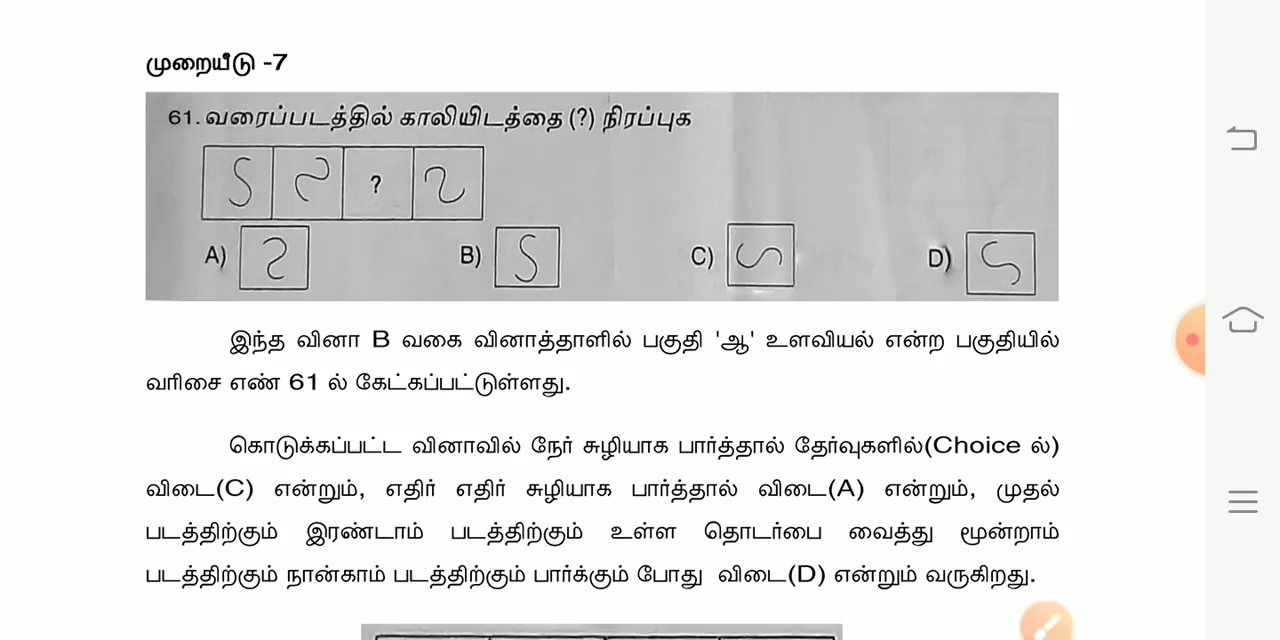 முறையீடு -7
61. வரைப்படத்தில் காலியிடத்தை (?) நிரப்புக
?
A) B) C) D)
இந்த வினா B வகை வினாத்தாளில் பகுதி 'ஆ' உளவியல் என்ற பகுதியில்
வரிசை எண் 61 ல் கேட்கப்பட்டுள்ளது.
கொடுக்கப்பட்ட வினாவில் நேர் சுழியாக பார்த்தால் தேர்வுகளில்(Choice ல்)
விடை(C) என்றும், எதிர் எதிர் சுழியாக பார்த்தால் விடை(A) என்றும், முதல்
படத்திற்கும் இரண்டாம் படத்திற்கும் உள்ள தொடர்பை வைத்து மூன்றாம்
படத்திற்கும் நான்காம் படத்திற்கும் பார்க்கும் போது விடை(D) என்றும் வருகிறது.